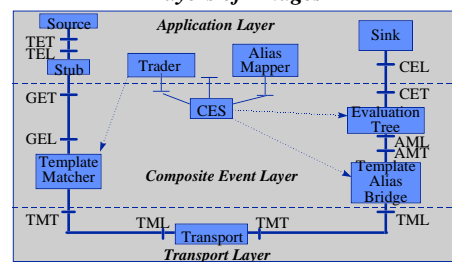 Application Layer
Source
TET
TEL
Stub
Trader
Alias
Mapper
Sink
CEL
GET
CES
CET
Evaluation
Tree
GEL
AML
AMT
Template
Matcher
Template
Alias
Bridge
Composite Event Layer
TMT
TML
Transport
TMT
TML
Transport Layer